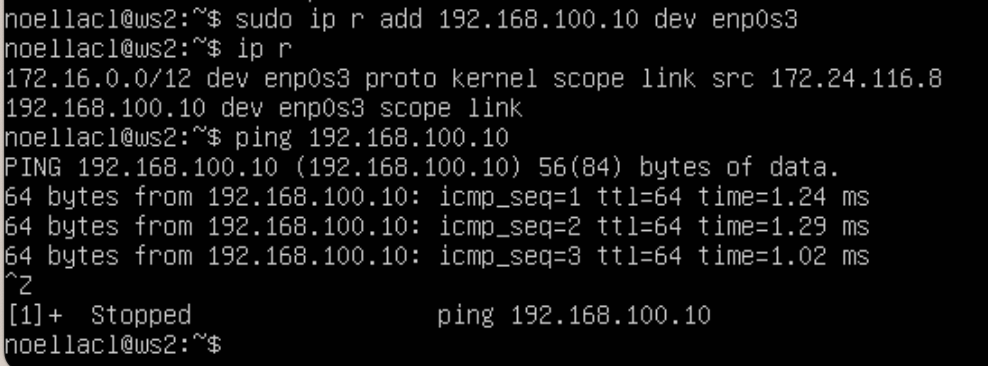 noellacl@ws2:~$ sudo ip r add 192.168.100.10 dev enp0s3
noellacl@ws2:~$ ip r
172.16.0.0/12 dev enp0s3 proto kernel scope link src 172.24.116.8
192.168.100.10 dev enp0s3 scope link
noellacl@ws2:~$ ping 192.168.100.10
PING 192.168.100.10 (192.168.100.10) 56(84) bytes of data.
64 bytes from 192.168.100.10: icmp_seq=1 ttl=64 time=1.24 ms
64 bytes from 192.168.100.10: icmp_seq=2 ttl=64 time=1.29 ms
64 bytes from 192.168.100.10: icmp_seq=3 ttl=64 time=1.02 ms
^Z
[1]+  Stopped                 ping 192.168.100.10
noellacl@ws2:~$